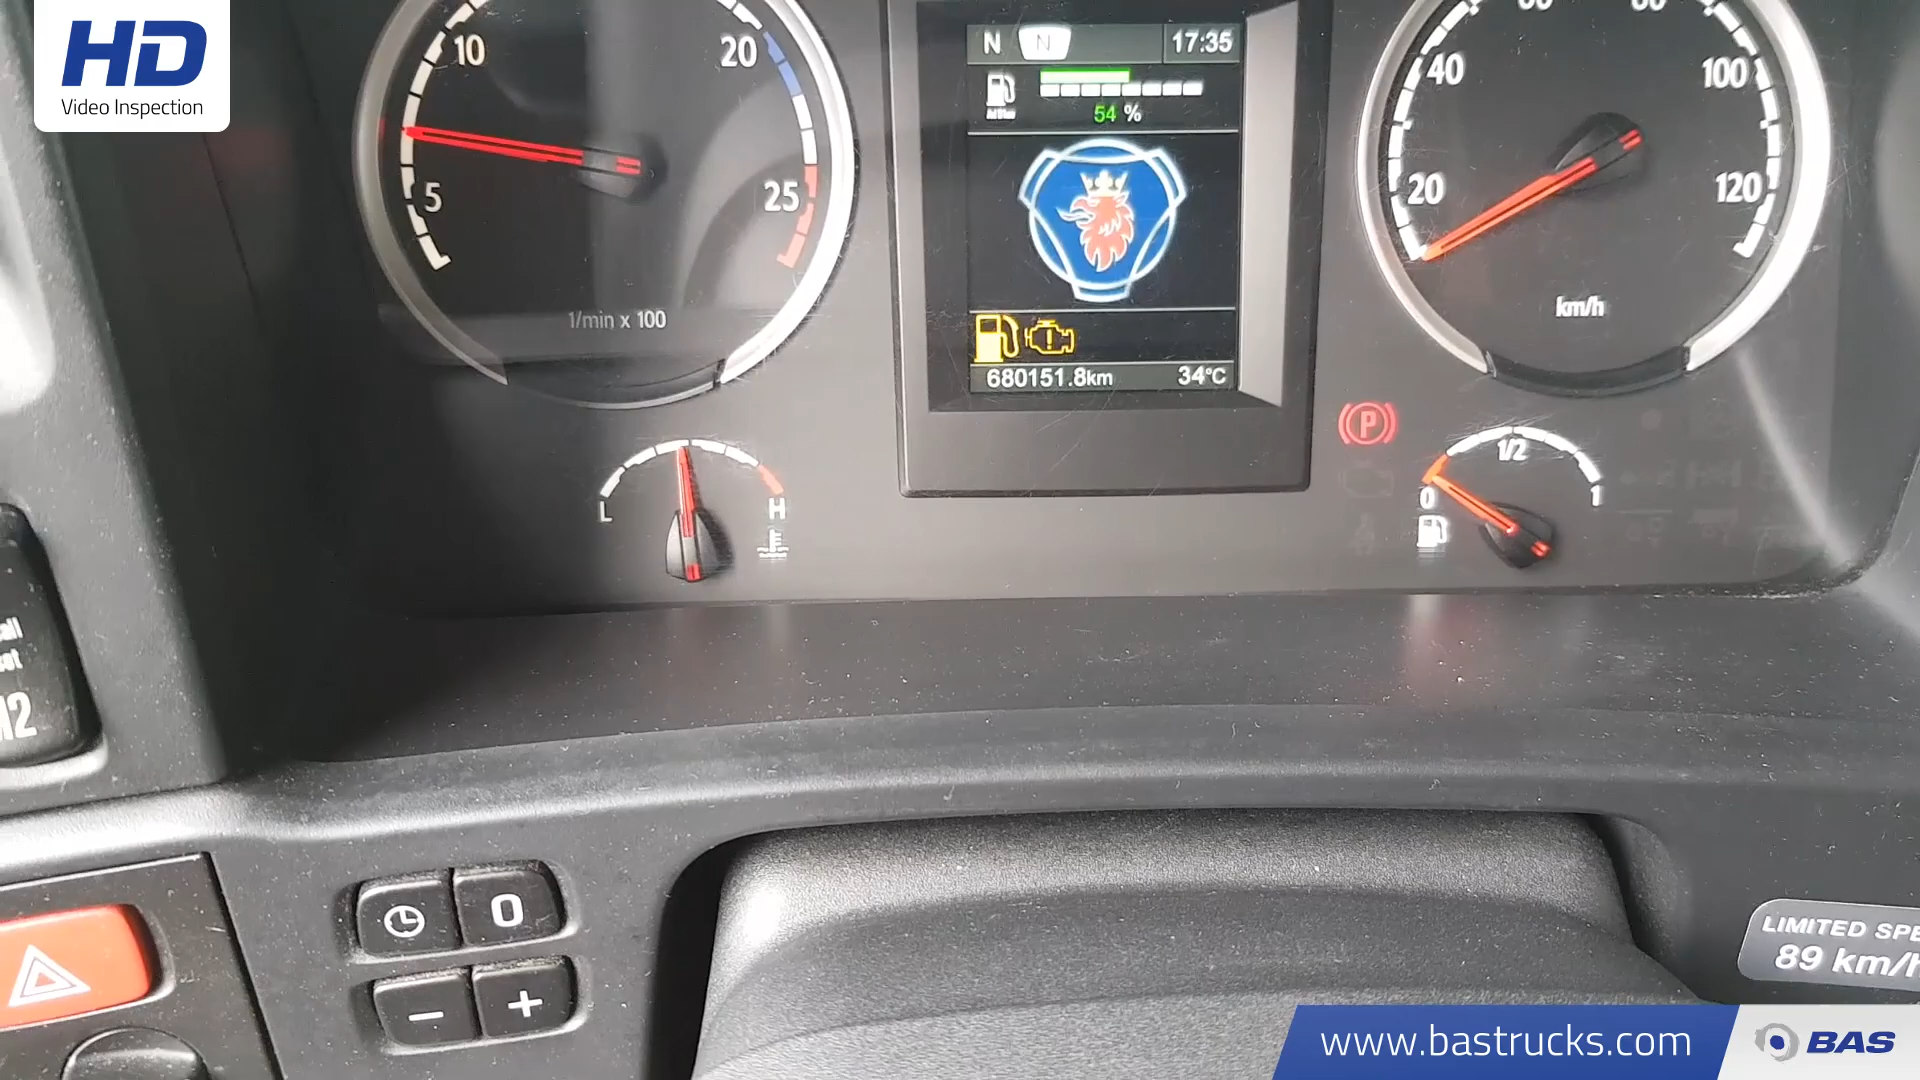 HD
Video Inspection
10
20
5
25
1/min x 100
N
N
17:35
54 %
680151.8km
34°C
40
100
20
120
km/h
L
H
P
1/2
0
1
0
LIMITED SPE
89 km/h
www.bastrucks.com
BAS